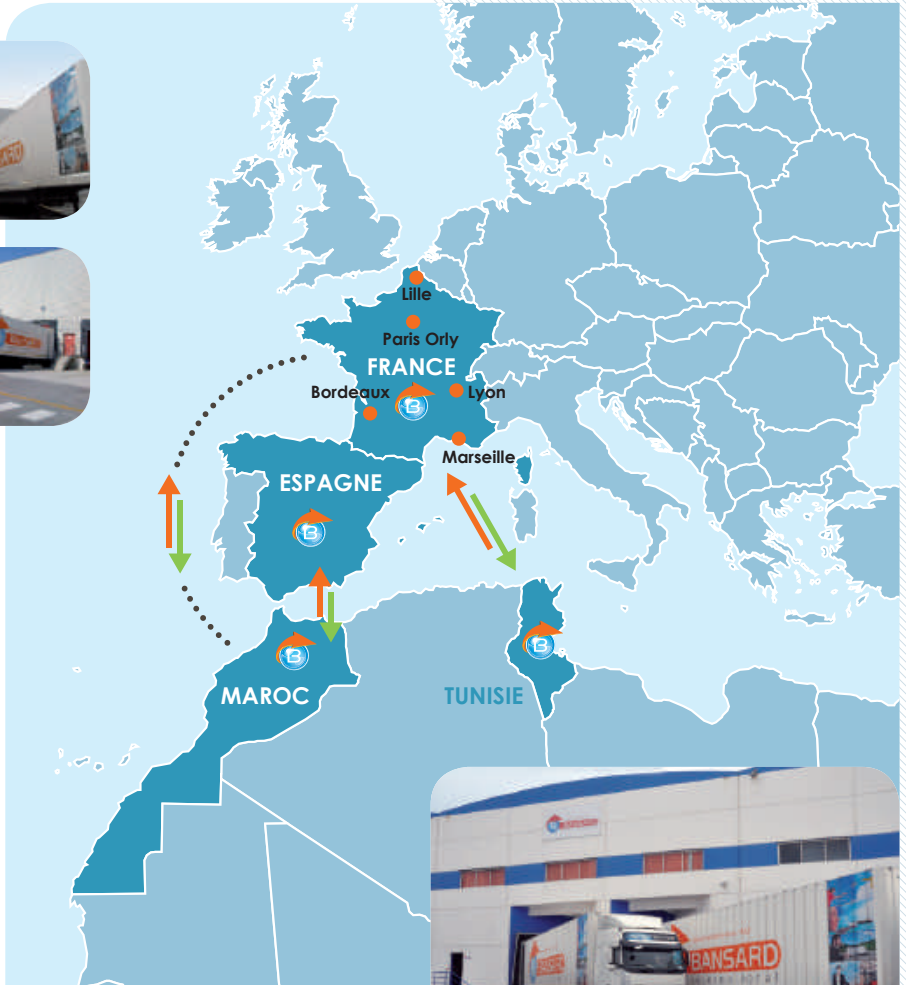 Lille
Paris Orly
FRANCE
Bordeaux
Lyon
Marseille
ESPAGNE
MAROC
TUNISIE
BANSARD